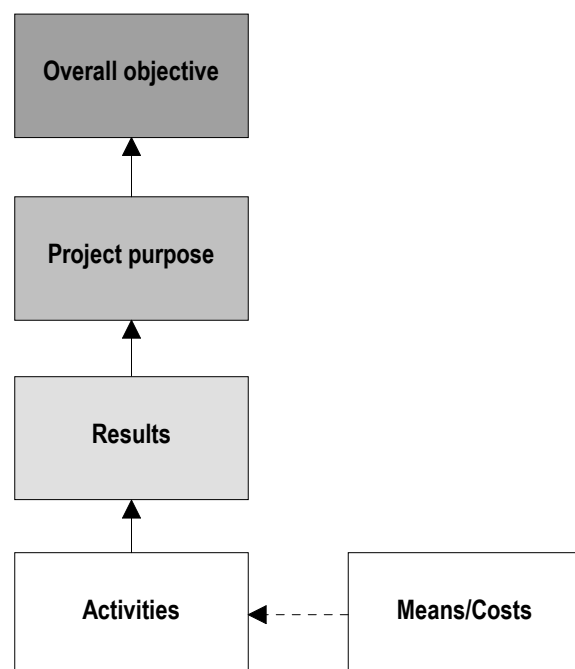 Overall objective
Project purpose
Results
Activities
Means/Costs